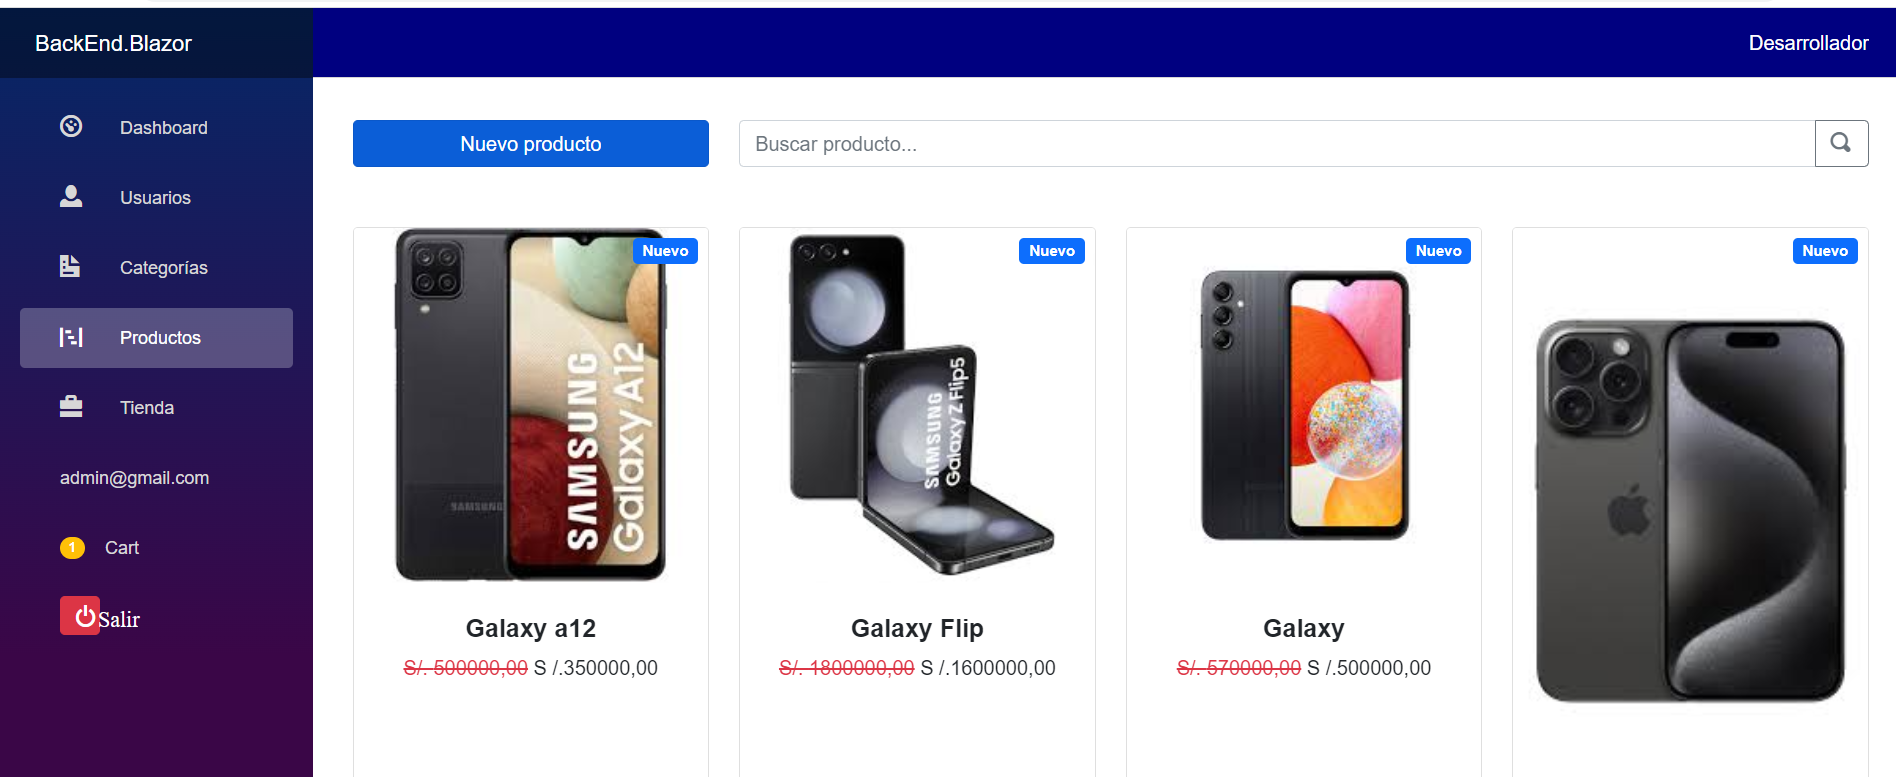 BackEnd.Blazor
Desarrollador
Dashboard
Usuarios
Categorías
Productos
Tienda
admin@gmail.com
1 Cart
Salir
Nuevo producto
Buscar producto...
Nuevo
SAMSUNG
Galaxy A12
SAMSUNG
Galaxy a12
S/. 500000,00 S /.350000,00
Nuevo
SAMSUNG
Galaxy Z Flip5
Galaxy Flip
S/. 1800000,00 S /.1600000,00
Nuevo
Galaxy
S/. 570000,00 S /.500000,00
Nuevo